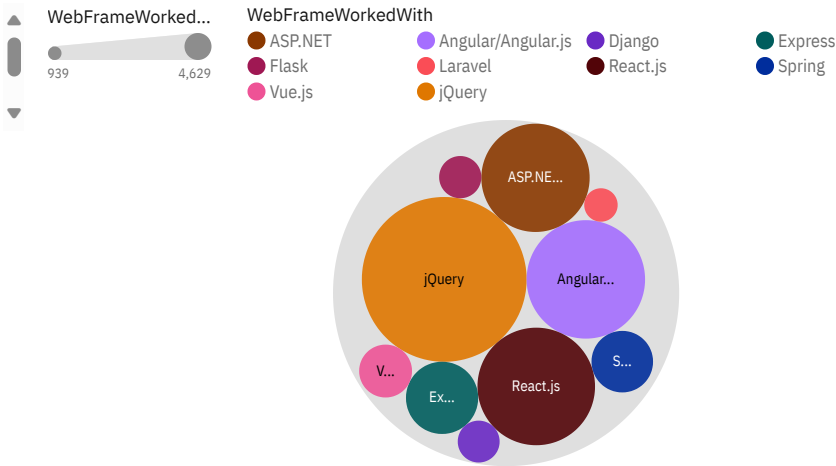 WebFrameWorked...
939
4,629
WebFrameWorkedWith
ASP.NET
Angular/Angular.js
Django
Express
Flask
Laravel
React.js
Spring
Vue.js
jQuery
ASP.NE...
jQuery
Angular...
S...
V...
React.js
Ex...